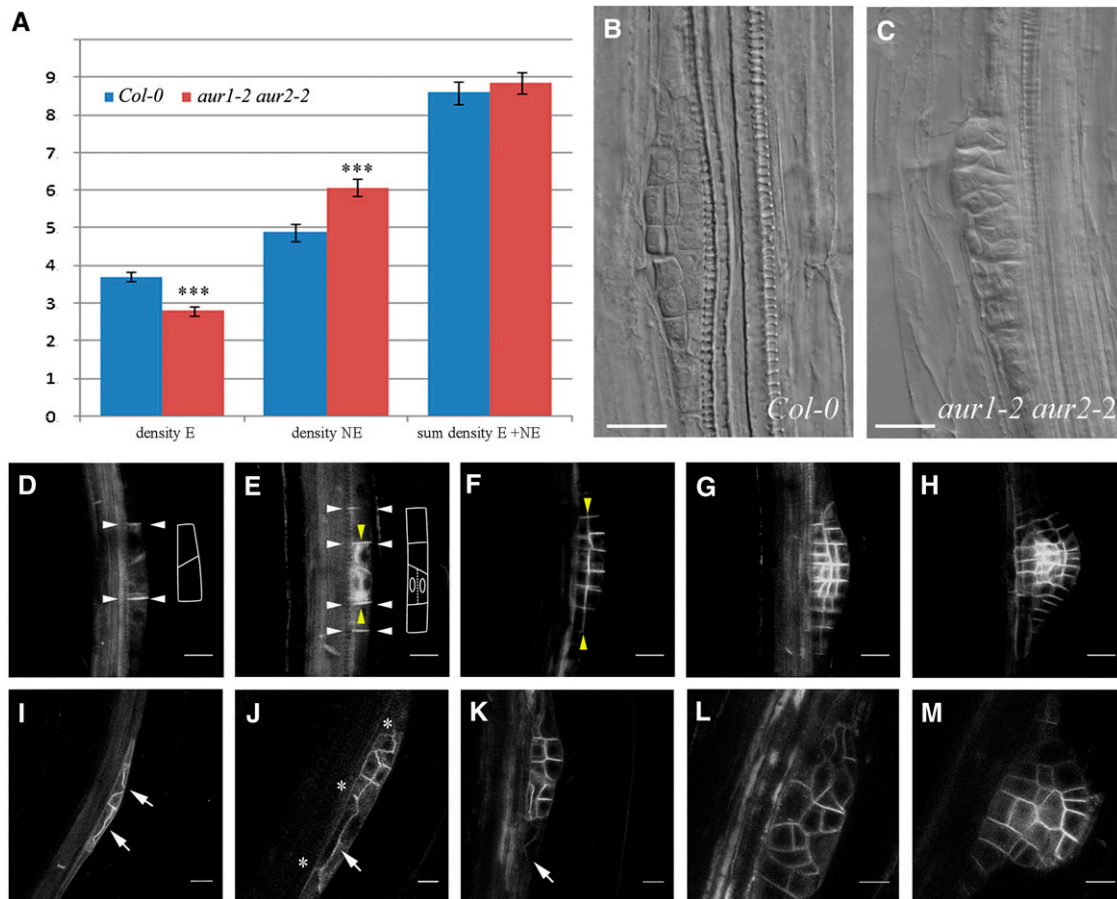 A
9
8
7
6
5
4
3
2
1
0
Col-0
aur1-2 aur2-2
***
***
density E
density NE
sum density E +NE
B
Col-0
C
aur1-2 aur2-2
D
E
F
G
H
I
J
*
*
*
K
L
M